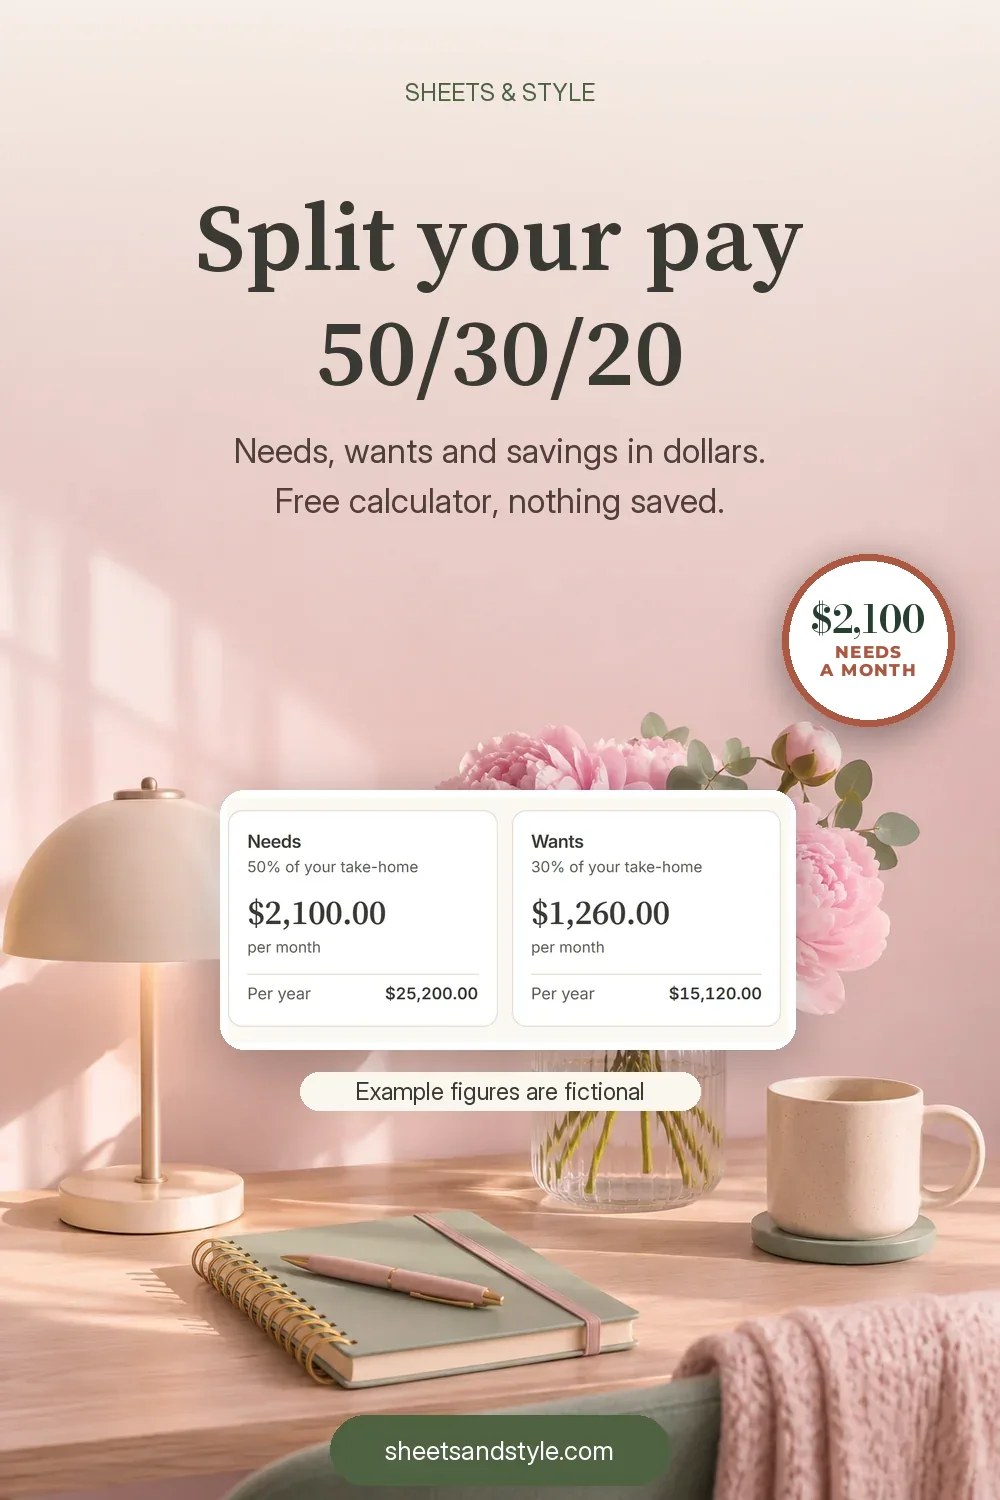 SHEETS & STYLE
Split your pay
50/30/20
Needs, wants and savings in dollars.
Free calculator, nothing saved.
$2,100
NEEDS
A MONTH
Needs
50% of your take-home
$2,100.00
per month
Per year $25,200.00
Wants
30% of your take-home
$1,260.00
per month
Per year $15,120.00
Example figures are fictional
sheetsandstyle.com